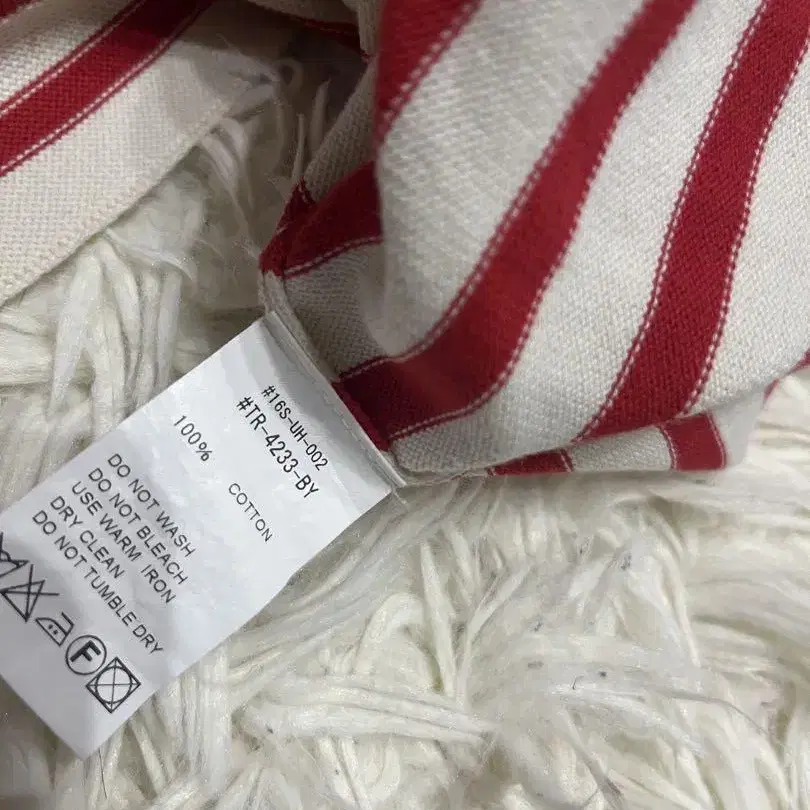 #16S-UH-002
#TR-4233-BY
100% COTTON
DO NOT WASH
DO NOT BLEACH
USE WARM IRON
DRY CLEAN
DO NOT TUMBLE DRY
F